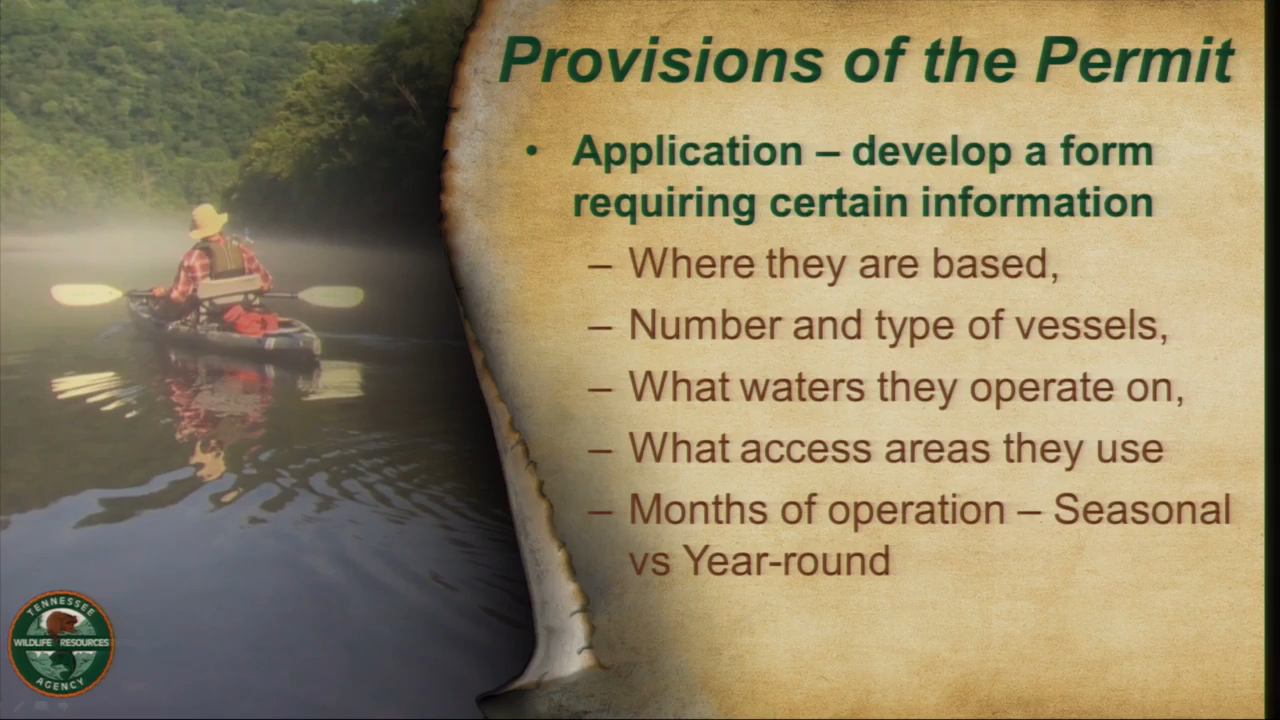 Provisions of the Permit
• Application – develop a form
requiring certain information
– Where they are based,
– Number and type of vessels,
– What waters they operate on,
– What access areas they use
– Months of operation – Seasonal
vs Year-round
TENNESSEE
WILDLIFE RESOURCES
AGENCY